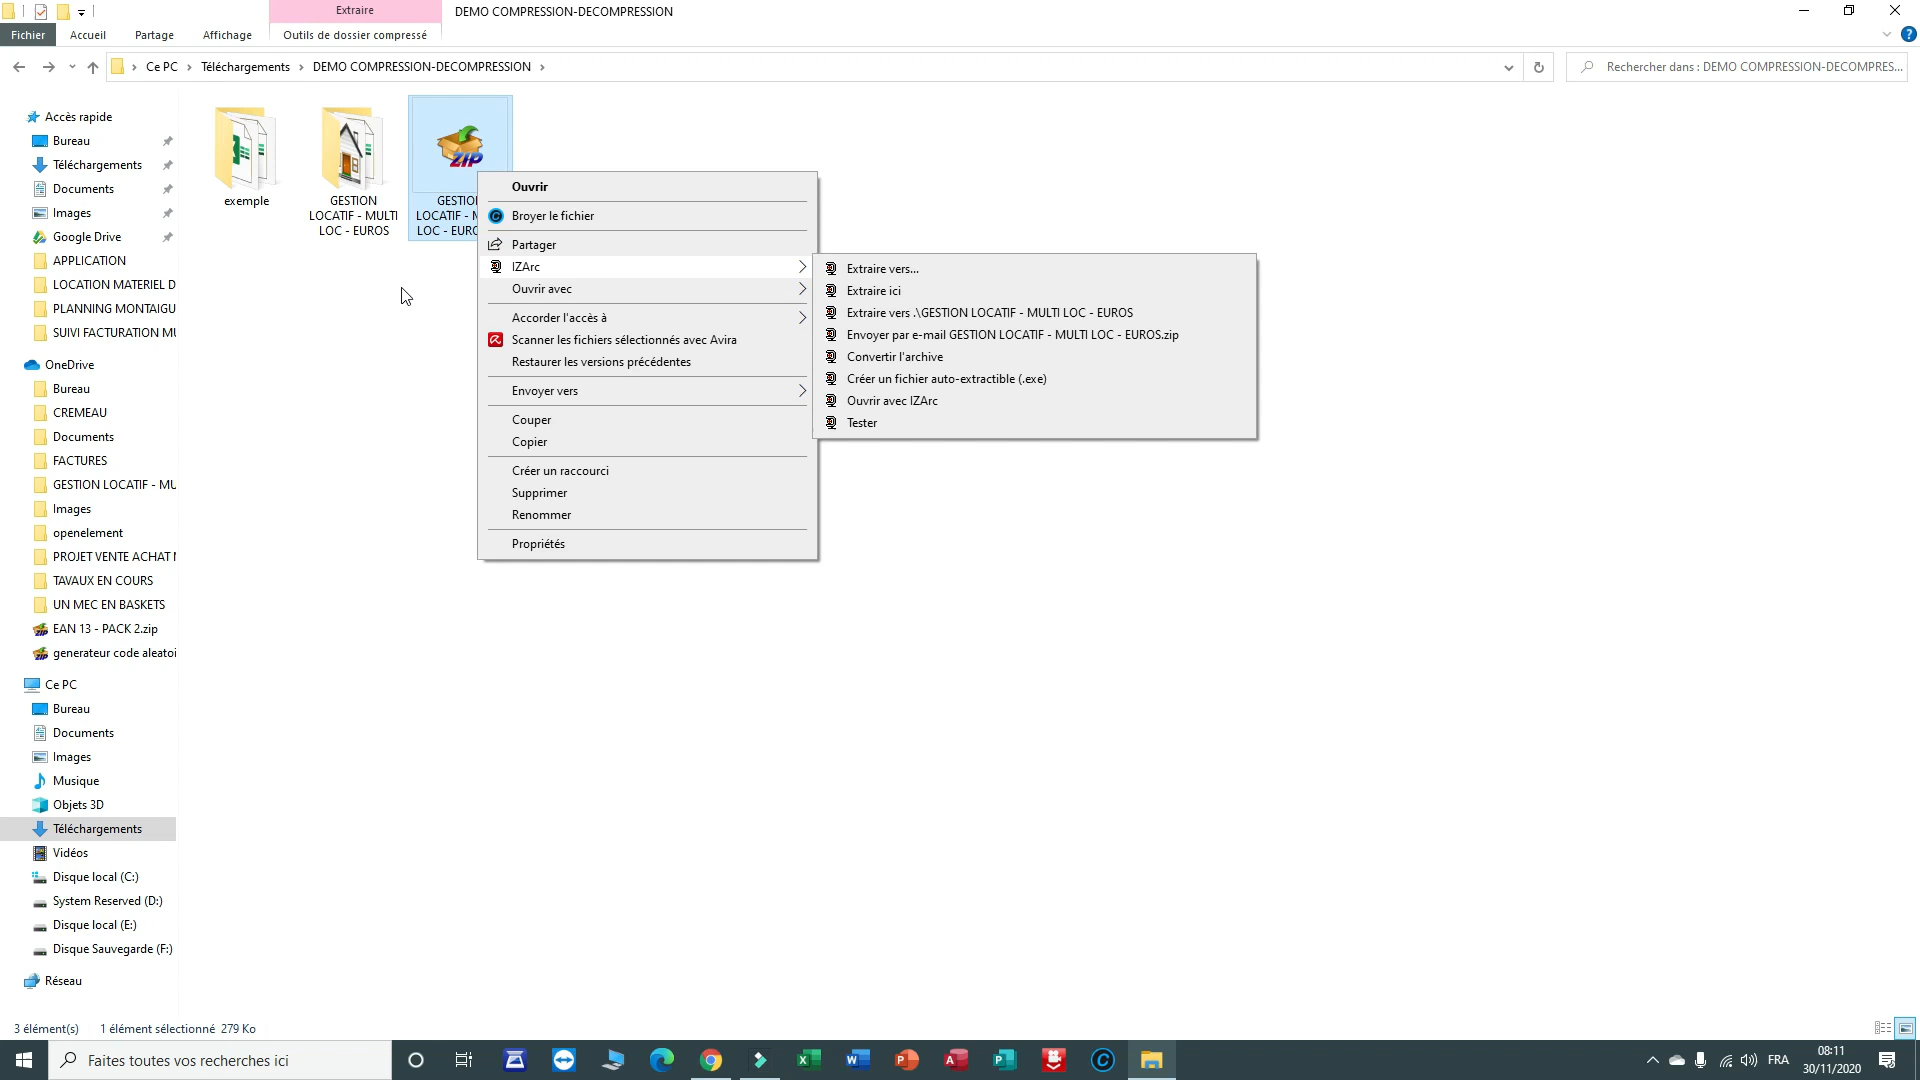 Extraire
DEMO COMPRESSION-DECOMPRESSION
Fichier
Accueil
Partage
Affichage
Outils de dossier compressé
Ce PC
Téléchargements
DEMO COMPRESSION-DECOMPRESSION
Rechercher dans : DEMO COMPRESSION-DECOMPRES...
Accès rapide
Bureau
Téléchargements
Documents
Images
Google Drive
APPLICATION
LOCATION MATERIEL D
PLANNING MONTAIGU
SUIVI FACTURATION MU
OneDrive
Bureau
CREMEAU
Documents
FACTURES
GESTION LOCATIF - MU
Images
openelement
PROJET VENTE ACHAT
TAVAUX EN COURS
UN MEC EN BASKETS
EAN 13 - PACK 2.zip
generateur code aleatoi
Ce PC
Bureau
Documents
Images
Musique
Objets 3D
Téléchargements
Vidéos
Disque local (C:)
System Reserved (D:)
Disque local (E:)
Disque Sauvegarde (F:)
Réseau
exemple
GESTION
LOCATIF - MULTI
LOC - EUROS
ZIP
LOCATIF -
Ouvrir
Broyer le fichier
Partager
IZArc
Ouvrir avec
Accorder l'accès à
Scanner les fichiers sélectionnés avec Avira
Restaurer les versions précédentes
Envoyer vers
Couper
Copier
Créer un raccourci
Supprimer
Renommer
Propriétés
Extraire vers...
Extraire ici
Extraire vers .\GESTION LOCATIF - MULTI LOC - EUROS
Envoyer par e-mail GESTION LOCATIF - MULTI LOC - EUROS.zip
Convertir l'archive
Créer un fichier auto-extractible (.exe)
Ouvrir avec IZArc
Tester
3 élément(s)
1 élément sélectionné 279 Ko
Faites toutes vos recherches ici
FRA
08:11
30/11/2020